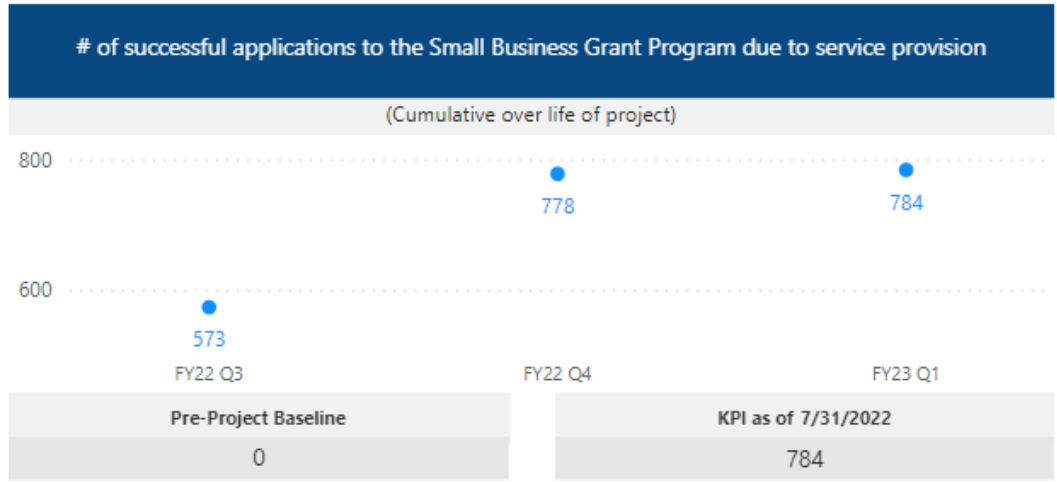 # of successful applications to the Small Business Grant Program due to service provision
(Cumulative over life of project)
800
778
784
600
573
FY22 Q3 FY22 Q4 FY23 Q1
Pre-Project Baseline KPI as of 7/31/2022
0 784